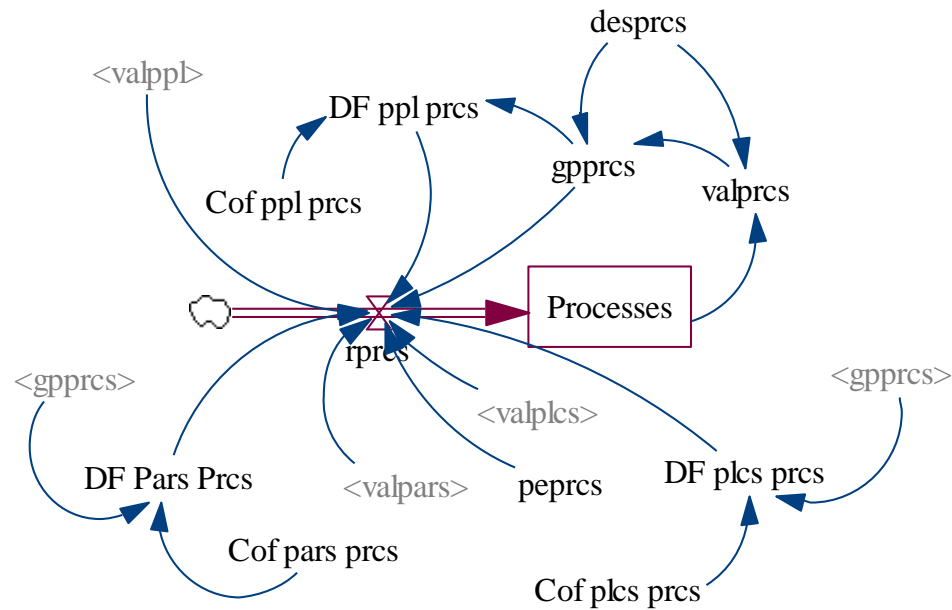 desprcs
<valppl>
DF ppl prcs
gpprcs
valprcs
Cof ppl prcs
Processes
rprcs
<gpprcs>
<gpprcs>
<valplcs>
DF Pars Prcs
<valpars>
peprcs
DF plcs prcs
Cof pars prcs
Cof plcs prcs